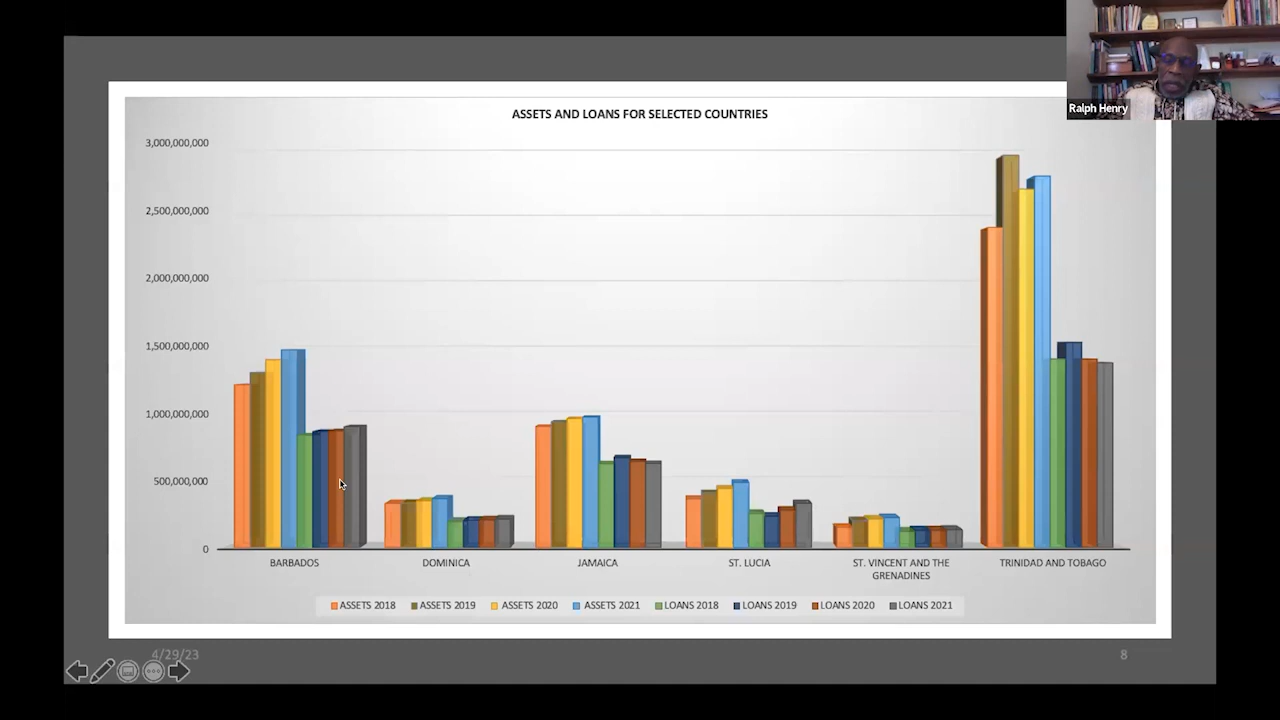 Ralph Henry
ASSETS AND LOANS FOR SELECTED COUNTRIES
3,000,000,000
2,500,000,000
2,000,000,000
1,500,000,000
1,000,000,000
500,000,000
0
BARBADOS
DOMINICA
JAMAICA
ST. LUCIA
ST. VINCENT AND THE
GRENADINES
TRINIDAD AND TOBAGO
ASSETS 2018 ASSETS 2019 ASSETS 2020 ASSETS 2021 LOANS 2018 LOANS 2019 LOANS 2020 LOANS 2021
4/29/23
8